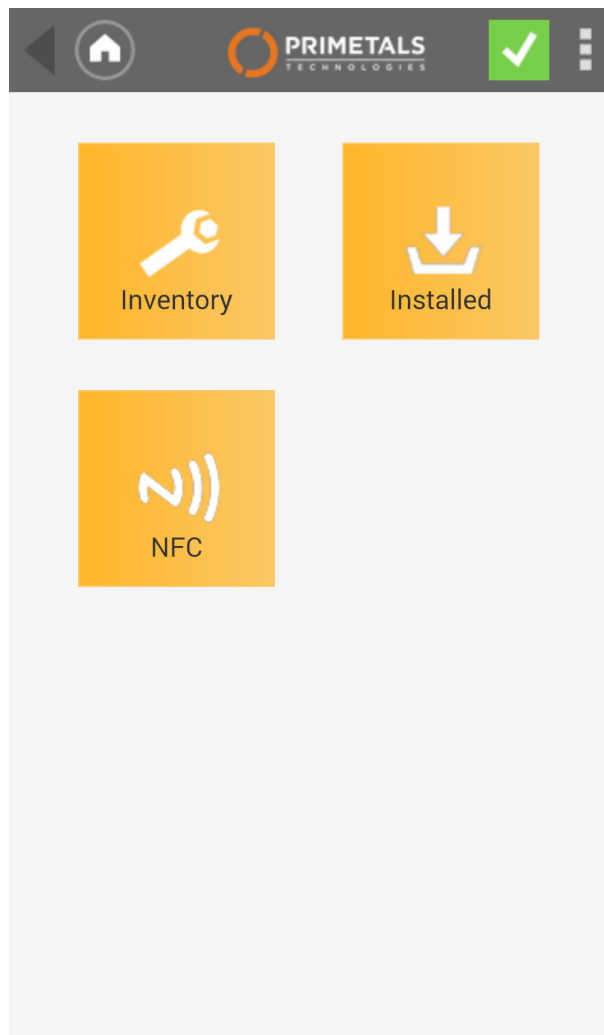 PRIMETALS
TECHNOLOGIES
Inventory
Installed
NFC